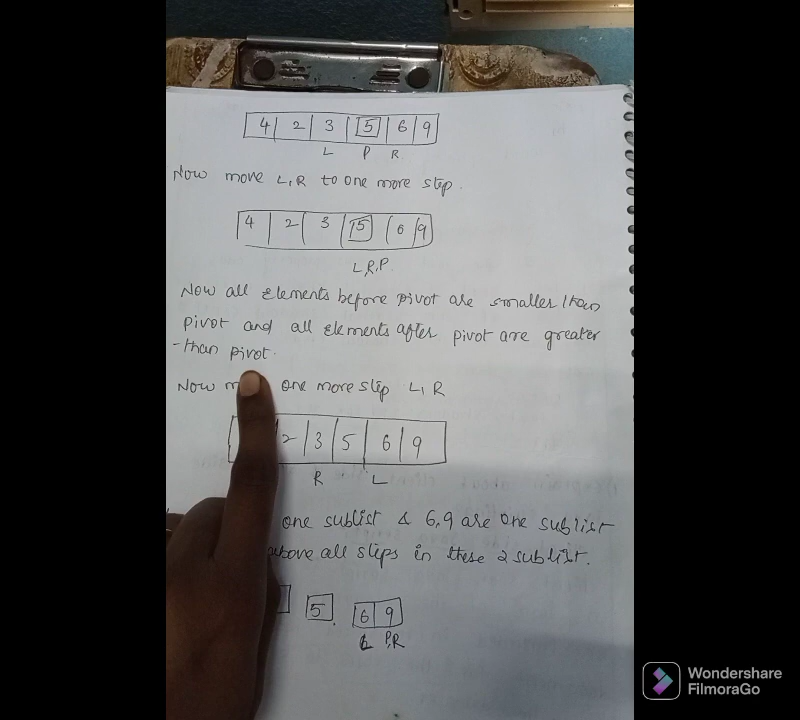 4 2 3 5 6 9
L P R
Now move L,R to one more step.
4 2 3 5 6 9
L,R,P.
Now all Elements before pivot are smaller than
pivot and all Elements after pivot are greater
-than pivot.
Now one more step L, R
2 3 5 6 9
R L
one sublist & 6,9 are one sublist
above all steps in these 2 sublist.
5. 6 9
L P,R
Wondershare
FilmoraGo